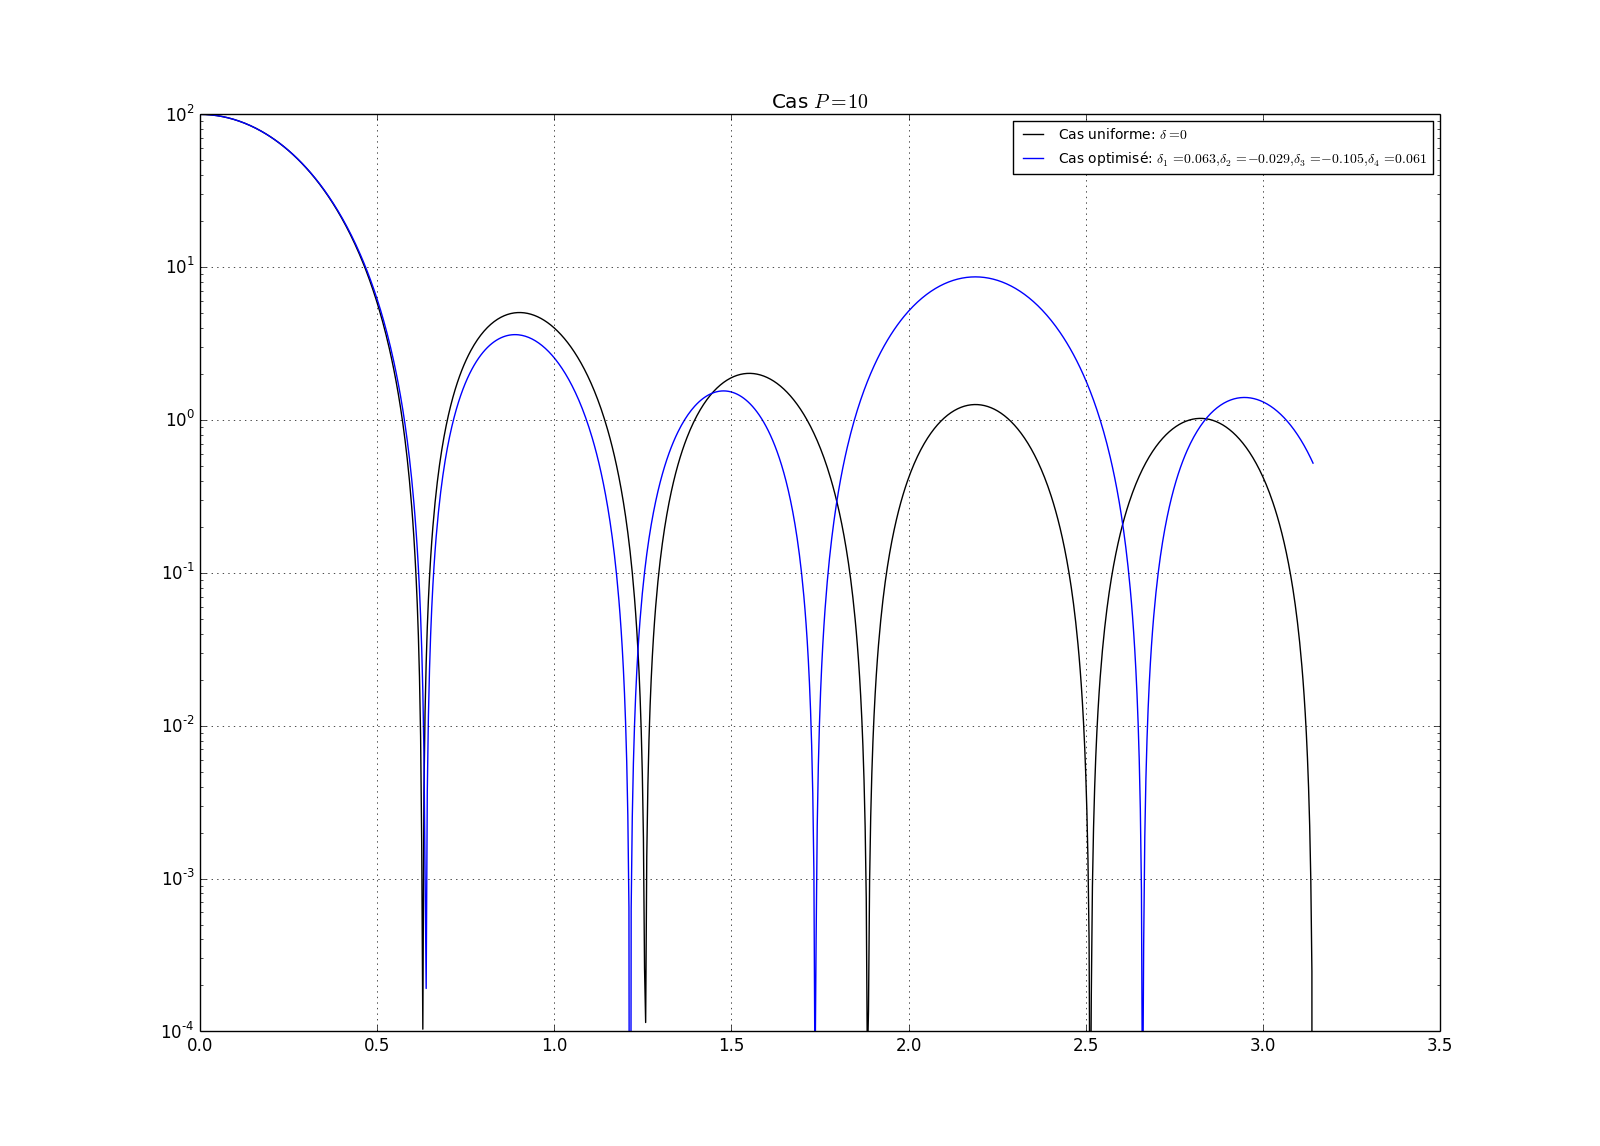 Cas P=10
Cas uniforme: δ=0
Cas optimisé: δ₁=0.063,δ₂=−0.029,δ₃=−0.105,δ₄=0.061
10²
10¹
10⁰
10⁻¹
10⁻²
10⁻³
10⁻⁴
0.0 0.5 1.0 1.5 2.0 2.5 3.0 3.5